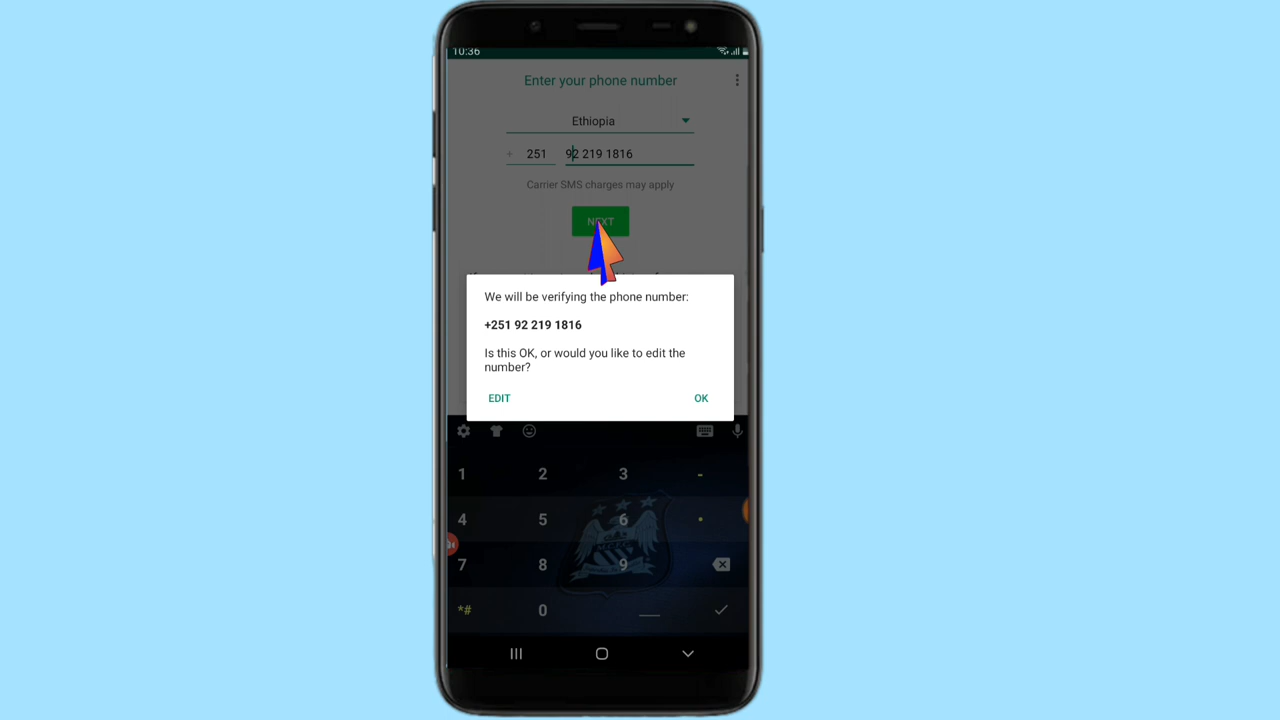 10:36
Enter your phone number
Ethiopia
+ 251 92 219 1816
Carrier SMS charges may apply
NEXT
We will be verifying the phone number:
+251 92 219 1816
Is this OK, or would you like to edit the
number?
EDIT OK
1 2 3 -
4 5 6 .
7 8 9
*# 0